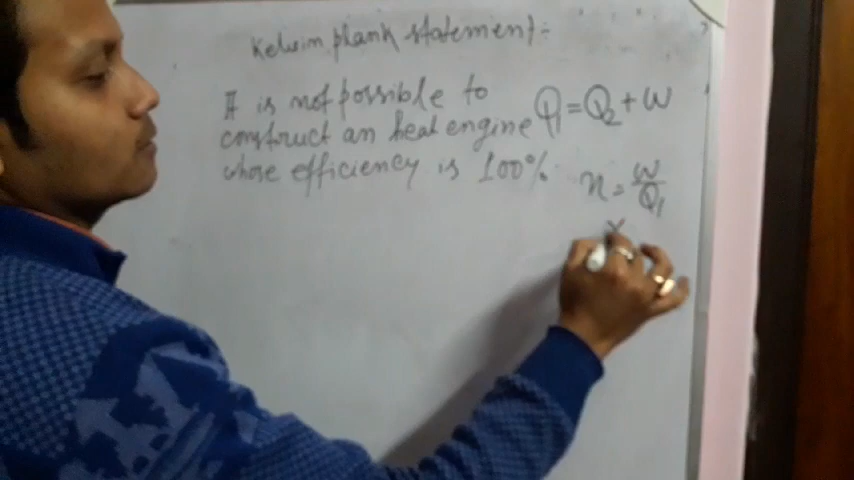 Kelvin plank statement :-
It is not possible to
construct an heat engine
whose efficiency is 100%
Q1 = Q2 + W
n = W/Q1